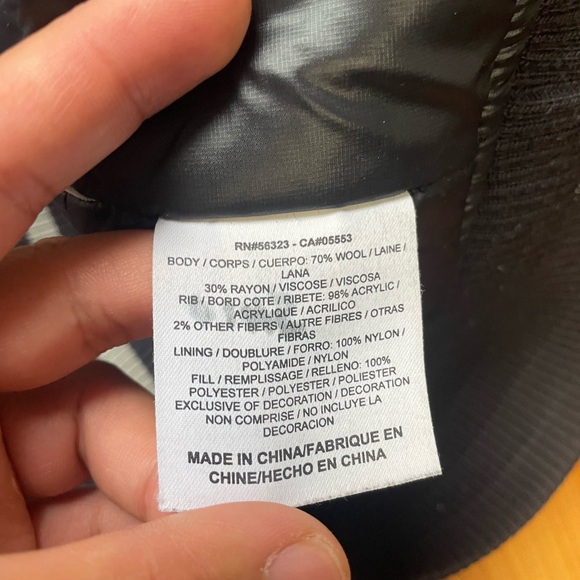 RN#56323 - CA#05553
BODY / CORPS / CUERPO: 70% WOOL / LAINE /
LANA
30% RAYON / VISCOSE / VISCOSA
RIB / BORD COTE / RIBETE: 98% ACRYLIC /
ACRYLIQUE / ACRILICO
2% OTHER FIBERS / AUTRE FIBRES / OTRAS
FIBRAS
LINING / DOUBLURE / FORRO: 100% NYLON /
POLYAMIDE / NYLON
FILL / REMPLISSAGE / RELLENO: 100%
POLYESTER / POLYESTER / POLIESTER
EXCLUSIVE OF DECORATION / DECORATION
NON COMPRISE / NO INCLUYE LA
DECORACION
MADE IN CHINA/FABRIQUE EN
CHINE/HECHO EN CHINA